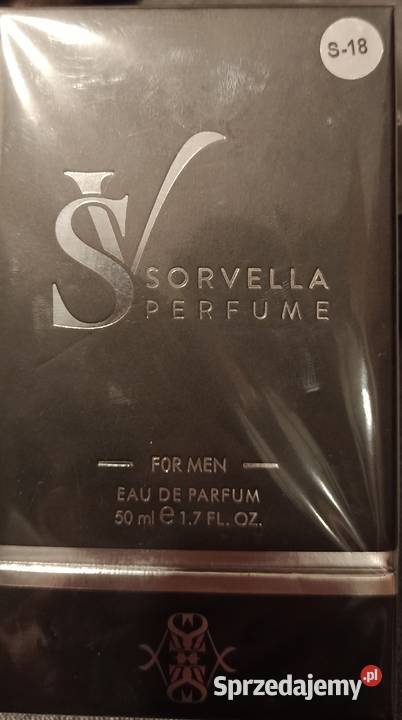 S-18
SV
SORVELLA
PERFUME
FOR MEN
EAU DE PARFUM
50 ml e 1.7 FL. OZ.
Sprzedajemy.pl